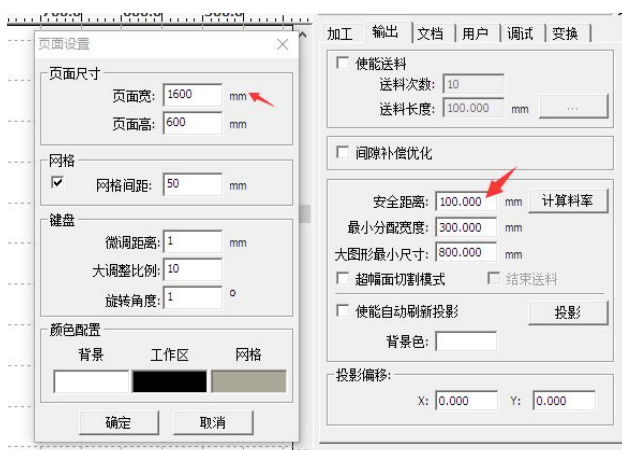 700.0 800.0 900.0
页面设置
页面尺寸
页面宽: 1600 mm
页面高: 600 mm
网格
网格间距: 50 mm
键盘
微调距离: 1 mm
大调整比例: 10
旋转角度: 1 °
颜色配置
背景 工作区 网格
确定 取消
加工 输出 文档 用户 调试 变换
使能送料
送料次数: 10
送料长度: 100.000 mm ...
间隙补偿优化
安全距离: 100.000 mm 计算料率
最小分配宽度: 300.000 mm
大图形最小尺寸: 800.000 mm
超幅面切割模式 结束送料
使能自动刷新投影 投影
背景色:
投影偏移:
X: 0.000 Y: 0.000